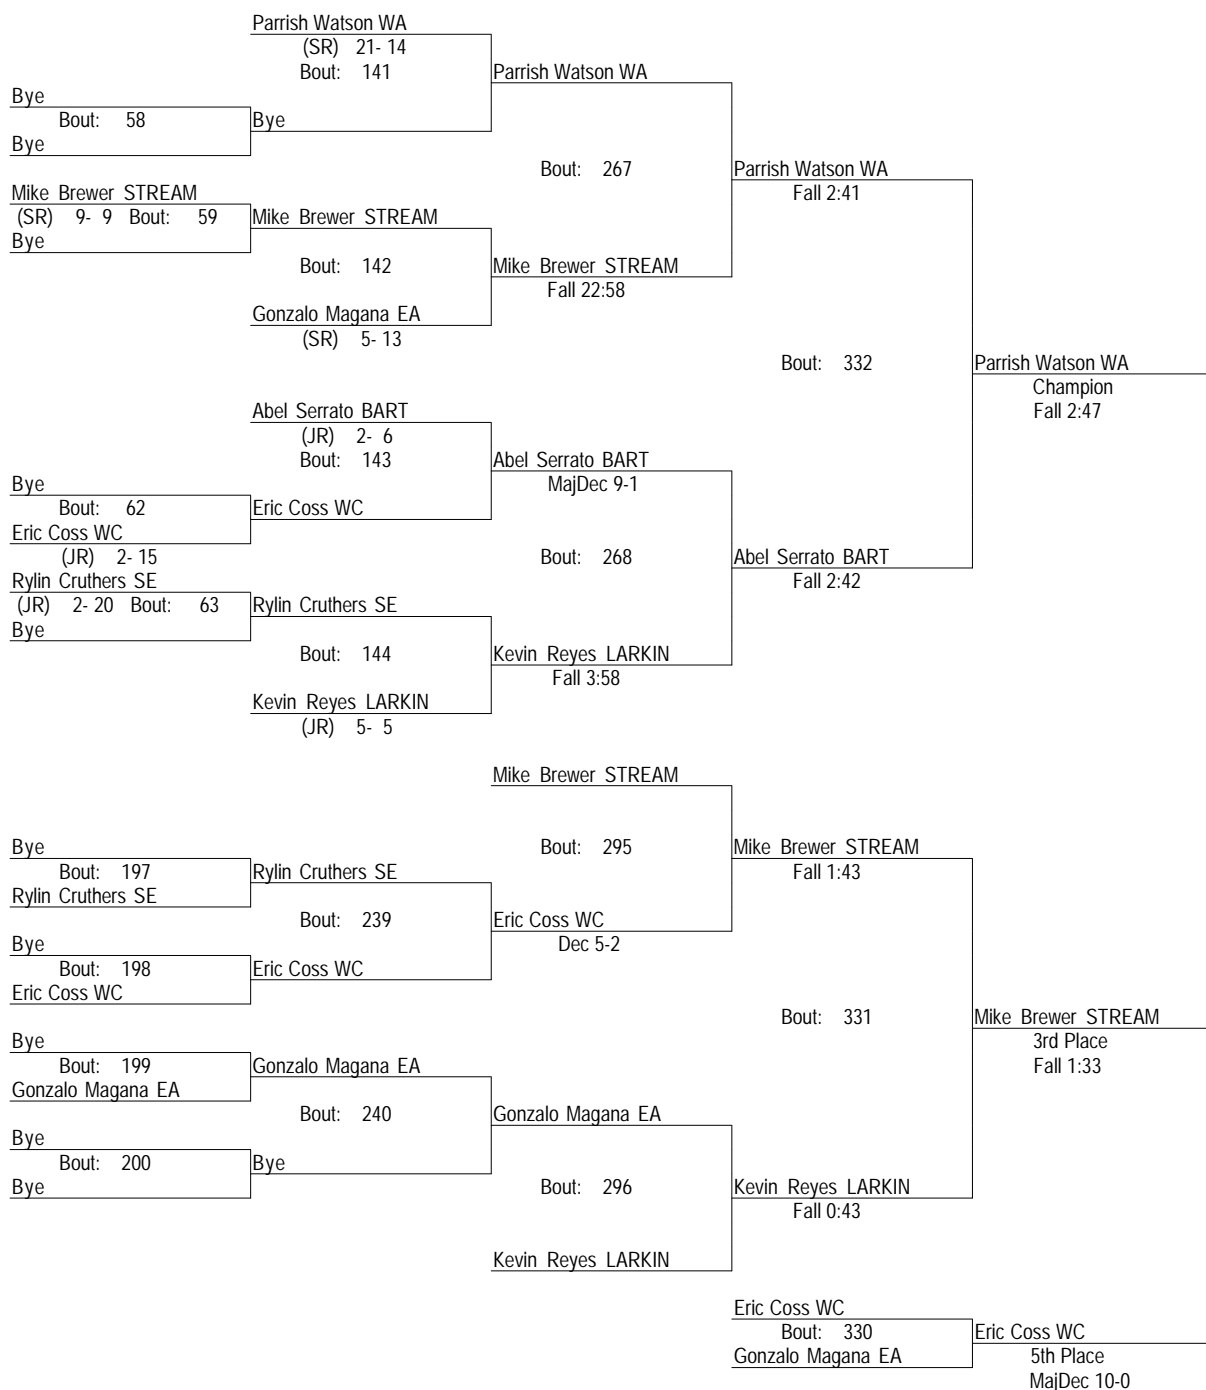 Parrish Watson WA
(SR) 21- 14
Bout: 141
Parrish Watson WA
Bye
Bout: 58
Bye
Bye
Bout: 267
Parrish Watson WA
Fall 2:41
Mike Brewer STREAM
(SR) 9- 9 Bout: 59
Mike Brewer STREAM
Bye
Bout: 142
Mike Brewer STREAM
Fall 22:58
Gonzalo Magana EA
(SR) 5- 13
Bout: 332
Parrish Watson WA
Champion
Fall 2:47
Abel Serrato BART
(JR) 2- 6
Bout: 143
Abel Serrato BART
MajDec 9-1
Bye
Bout: 62
Eric Coss WC
Eric Coss WC
(JR) 2- 15
Bout: 268
Abel Serrato BART
Fall 2:42
Rylin Cruthers SE
(JR) 2- 20 Bout: 63
Rylin Cruthers SE
Bye
Bout: 144
Kevin Reyes LARKIN
Fall 3:58
Kevin Reyes LARKIN
(JR) 5- 5
Mike Brewer STREAM
Bye
Bout: 197
Rylin Cruthers SE
Rylin Cruthers SE
Bout: 295
Mike Brewer STREAM
Fall 1:43
Bout: 239
Eric Coss WC
Dec 5-2
Bye
Bout: 198
Eric Coss WC
Eric Coss WC
Bout: 331
Mike Brewer STREAM
3rd Place
Fall 1:33
Bye
Bout: 199
Gonzalo Magana EA
Gonzalo Magana EA
Bout: 240
Gonzalo Magana EA
Bye
Bout: 200
Bye
Bye
Bout: 296
Kevin Reyes LARKIN
Fall 0:43
Kevin Reyes LARKIN
Eric Coss WC
Bout: 330
Gonzalo Magana EA
Eric Coss WC
5th Place
MajDec 10-0